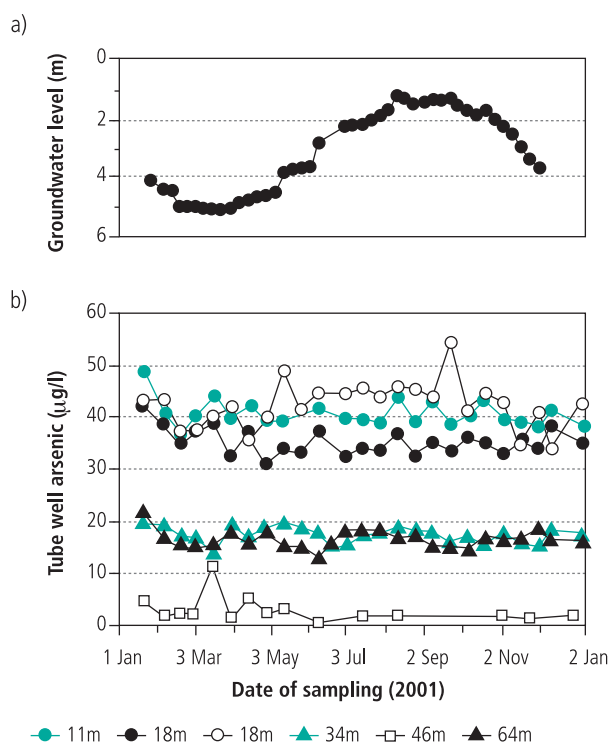 a)
Groundwater level (m)
0
2
4
6
b)
Tube well arsenic (µg/l)
60
50
40
30
20
10
0
1 Jan 3 Mar 3 May 3 Jul 2 Sep 2 Nov 2 Jan
Date of sampling (2001)
11m 18m 18m 34m 46m 64m